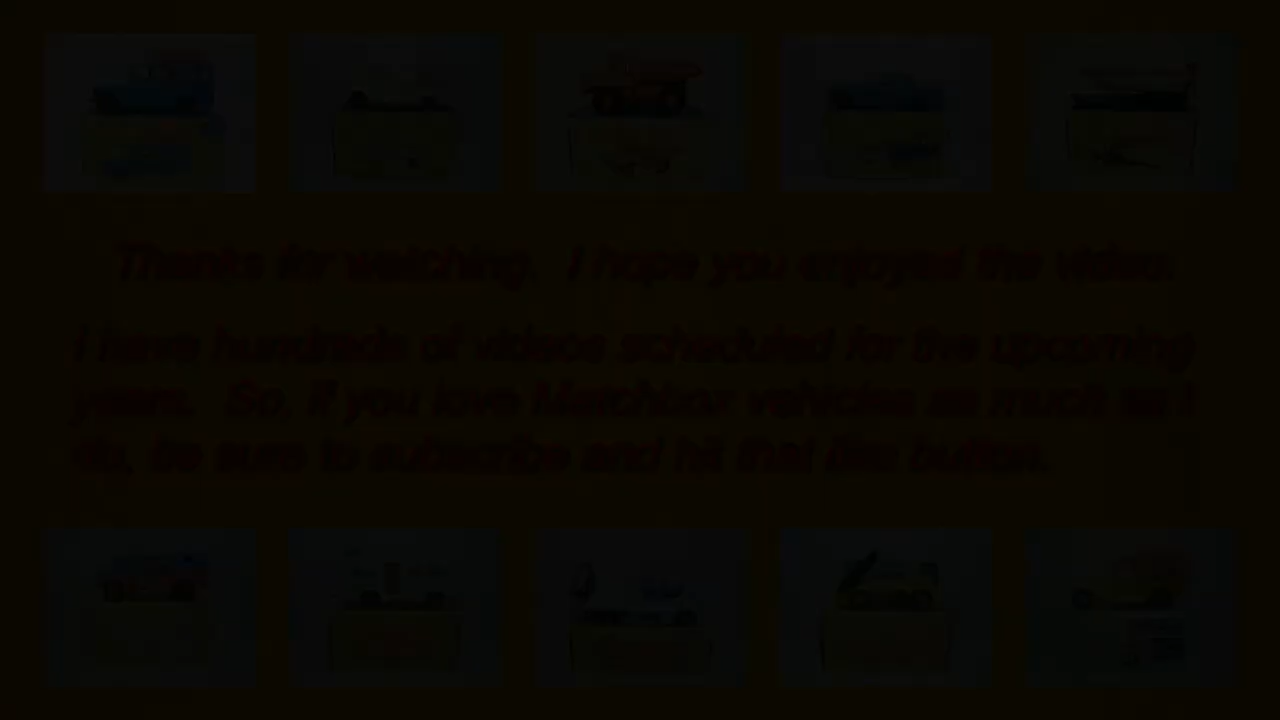 Thanks for watching. I hope you enjoyed the video.
I have hundreds of videos scheduled for the upcoming
years. So, if you love Matchbox vehicles as much as I
do, be sure to subscribe and hit that like button.